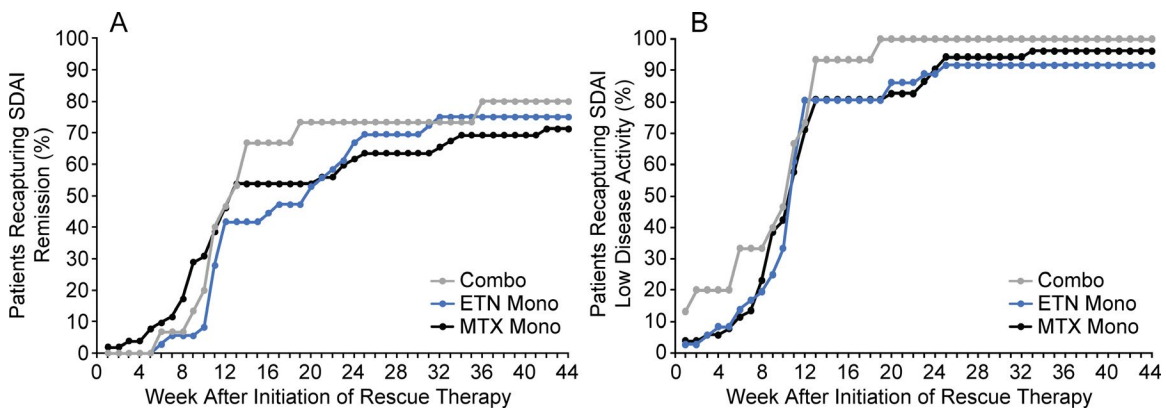 A
Patients Recapturing SDAI
Remission (%)
100
90
80
70
60
50
40
30
20
10
0
Combo
ETN Mono
MTX Mono
0 4 8 12 16 20 24 28 32 36 40 44
Week After Initiation of Rescue Therapy
B
Patients Recapturing SDAI
Low Disease Activity (%)
100
90
80
70
60
50
40
30
20
10
0
Combo
ETN Mono
MTX Mono
0 4 8 12 16 20 24 28 32 36 40 44
Week After Initiation of Rescue Therapy